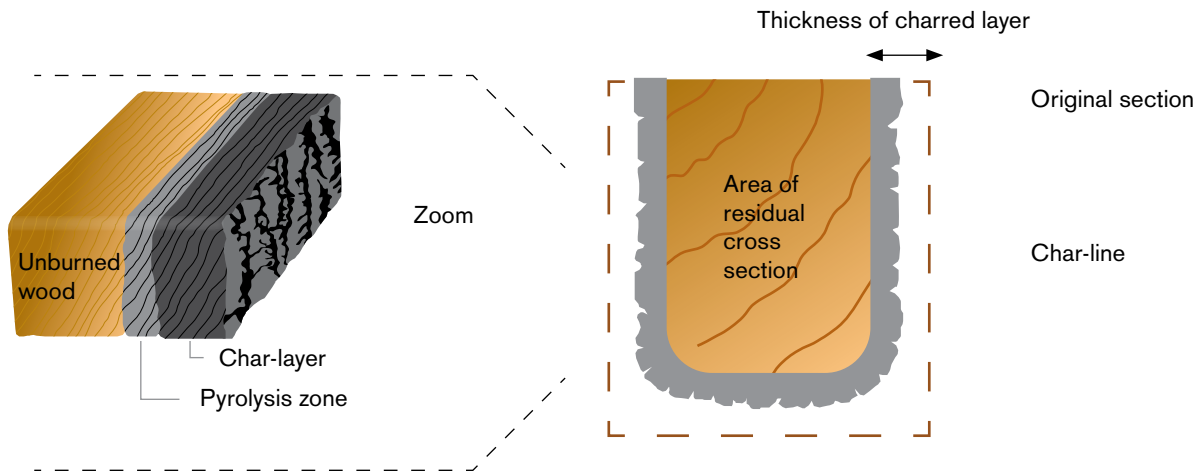 Thickness of charred layer
Original section
Zoom
Area of
residual
cross
section
Char-line
Unburned
wood
Char-layer
Pyrolysis zone